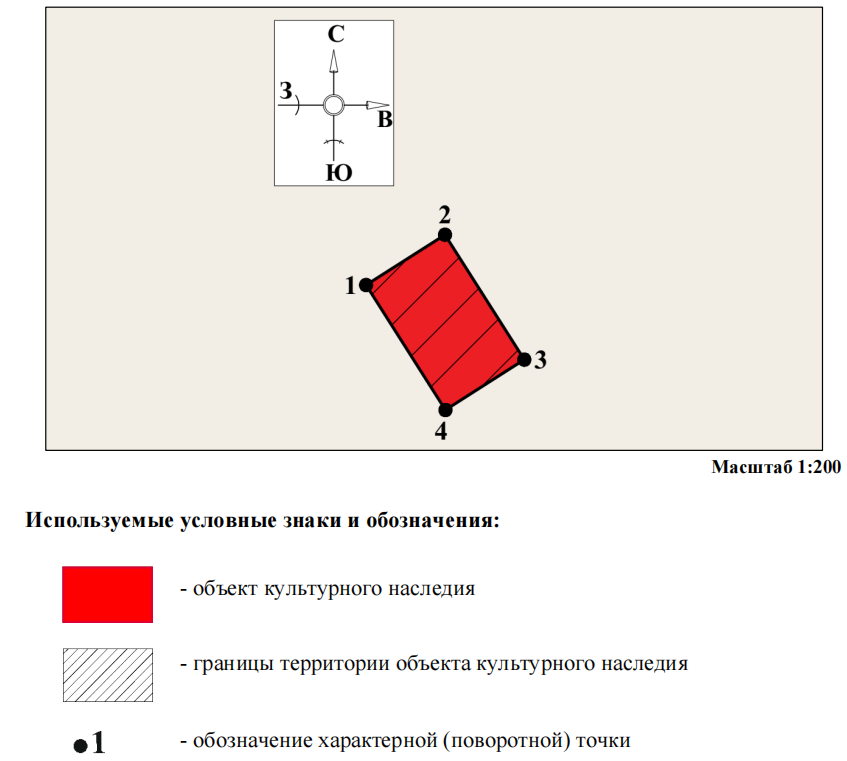 С
З
В
Ю
2
1
3
4
Масштаб 1:200
Используемые условные знаки и обозначения:
- объект культурного наследия
- границы территории объекта культурного наследия
1
- обозначение характерной (поворотной) точки